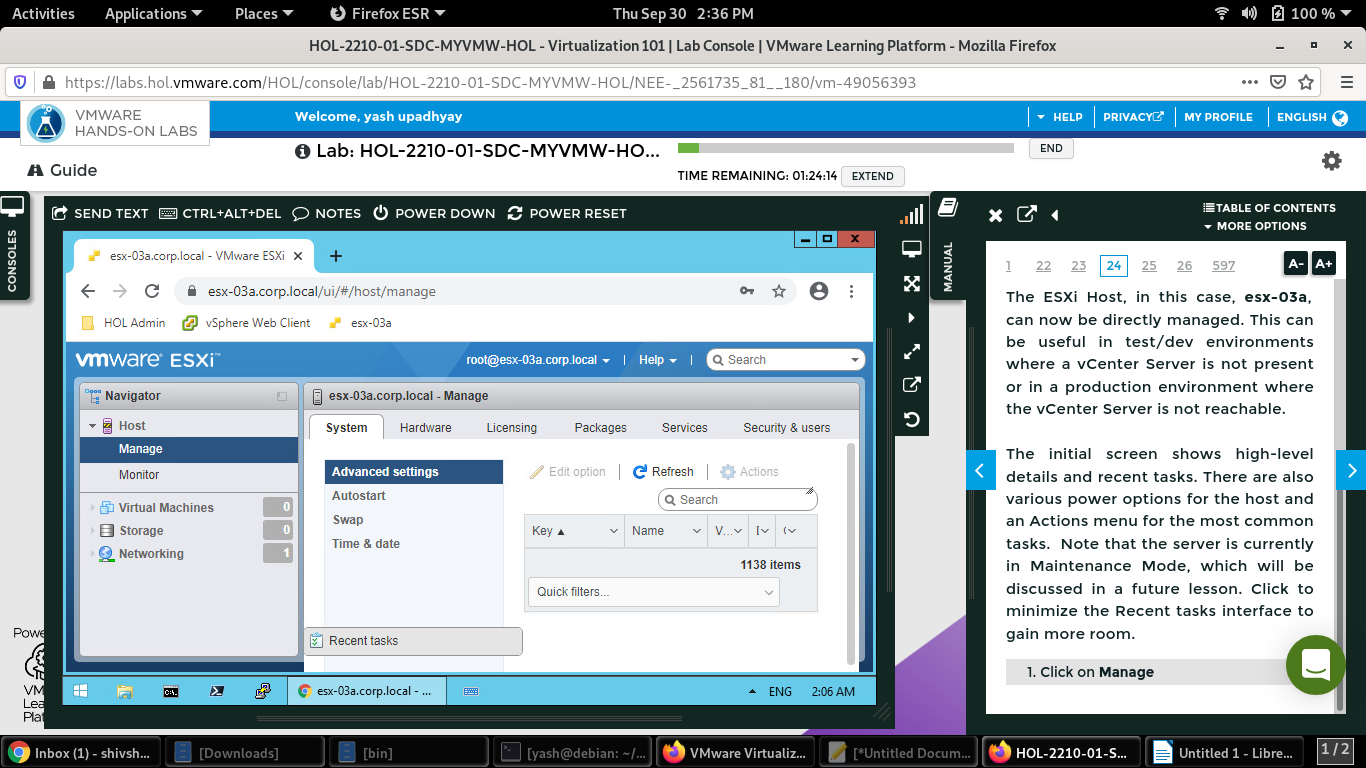 Activities Applications Places Firefox ESR Thu Sep 30 2:36 PM 100 %
HOL-2210-01-SDC-MYVMW-HOL - Virtualization 101 | Lab Console | VMware Learning Platform - Mozilla Firefox
https://labs.hol.vmware.com/HOL/console/lab/HOL-2210-01-SDC-MYVMW-HOL/NEE-_2561735_81__180/vm-49056393
VMWARE
HANDS-ON LABS
Welcome, yash upadhyay
HELP PRIVACY MY PROFILE ENGLISH
Lab: HOL-2210-01-SDC-MYVMW-HO...
END
Guide
TIME REMAINING: 01:24:14 EXTEND
CONSOLES
SEND TEXT CTRL+ALT+DEL NOTES POWER DOWN POWER RESET
esx-03a.corp.local - VMware ESXi
esx-03a.corp.local/ui/#/host/manage
HOL Admin vSphere Web Client esx-03a
vmware ESXi™
root@esx-03a.corp.local Help Search
Navigator
Host
Manage
Monitor
Virtual Machines 0
Storage 0
Networking 1
esx-03a.corp.local - Manage
System Hardware Licensing Packages Services Security & users
Advanced settings
Autostart
Swap
Time & date
Edit option Refresh Actions
Search
Key ▲ Name V...
1138 items
Quick filters...
Recent tasks
ENG 2:06 AM
esx-03a.corp.local - ...
MANUAL
TABLE OF CONTENTS
MORE OPTIONS
1 22 23 24 25 26 597 A- A+
The ESXi Host, in this case, esx-03a,
can now be directly managed. This can
be useful in test/dev environments
where a vCenter Server is not present
or in a production environment where
the vCenter Server is not reachable.
The initial screen shows high-level
details and recent tasks. There are also
various power options for the host and
an Actions menu for the most common
tasks. Note that the server is currently
in Maintenance Mode, which will be
discussed in a future lesson. Click to
minimize the Recent tasks interface to
gain more room.
1. Click on Manage
Powe
VM
Lea
Plat
Inbox (1) - shivsh... [Downloads] [bin] [yash@debian: ~/... VMware Virtualiz... [*Untitled Docum... HOL-2210-01-S... Untitled 1 - Libre... 1 / 2